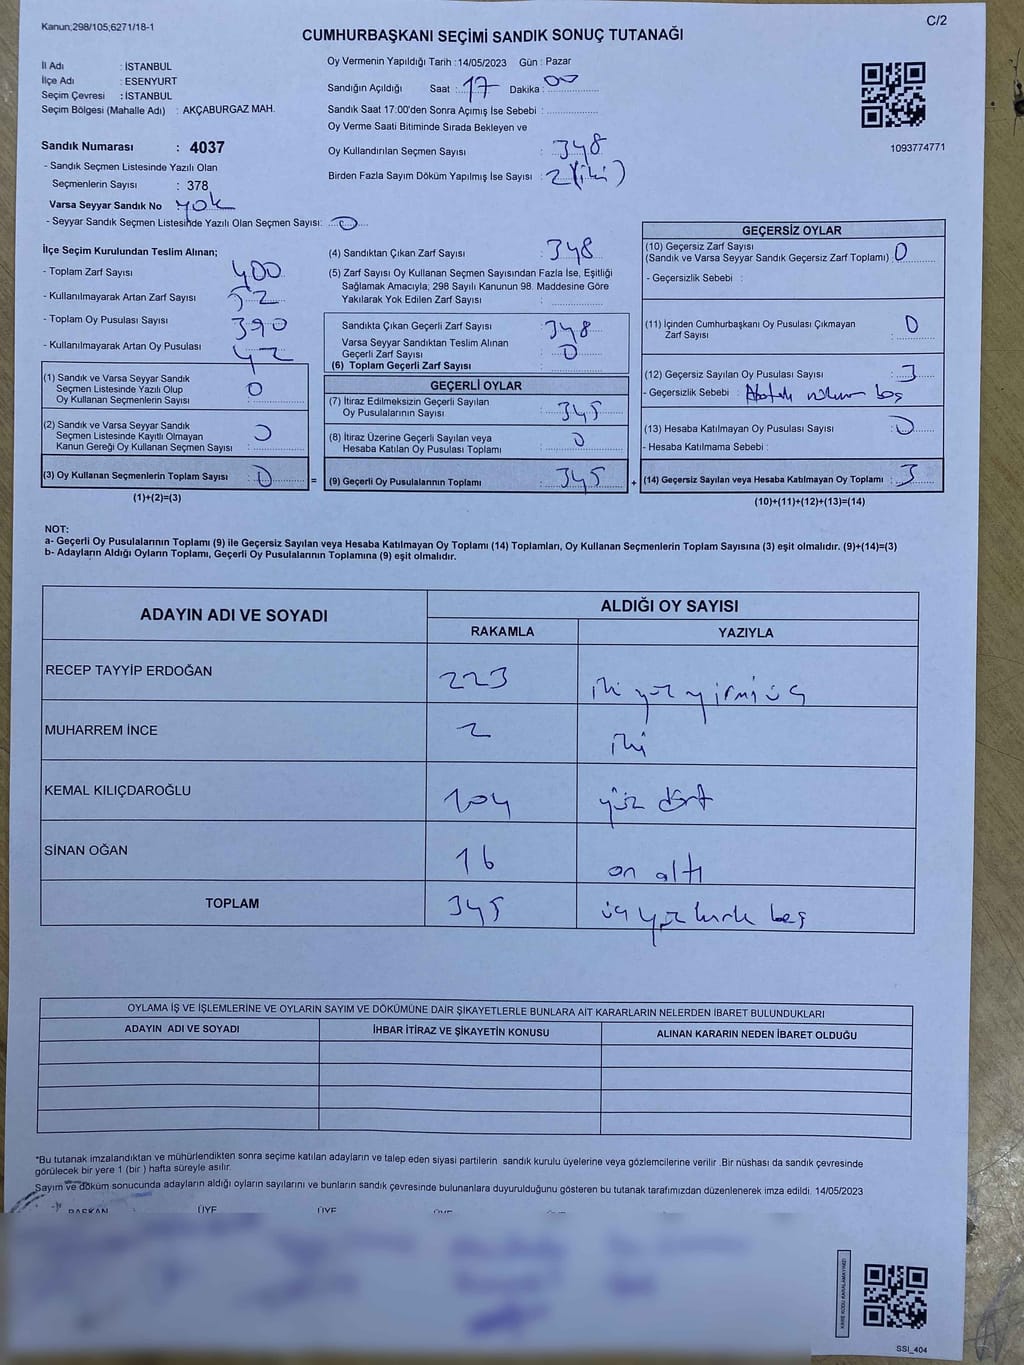 Kanun;298/105;6271/18-1
C/2
CUMHURBAŞKANI SEÇİMİ SANDIK SONUÇ TUTANAĞI
İl Adı : İSTANBUL
İlçe Adı : ESENYURT
Seçim Çevresi : İSTANBUL
Seçim Bölgesi (Mahalle Adı) : AKÇABURGAZ MAH.
Sandık Numarası : 4037
- Sandık Seçmen Listesinde Yazılı Olan
Seçmenlerin Sayısı : 378
Varsa Seyyar Sandık No yok
- Seyyar Sandık Seçmen Listesinde Yazılı Olan Seçmen Sayısı: 0
Oy Vermenin Yapıldığı Tarih :14/05/2023 Gün : Pazar
Sandığın Açıldığı Saat : 17 Dakika : 00
Sandık Saat 17:00'den Sonra Açımış İse Sebebi :
Oy Verme Saati Bitiminde Sırada Bekleyen ve
Oy Kullandırılan Seçmen Sayısı : 348
Birden Fazla Sayım Döküm Yapılmış İse Sayısı : 2 (iki)
1093774771
İlçe Seçim Kurulundan Teslim Alınan;
- Toplam Zarf Sayısı 400
- Kullanılmayarak Artan Zarf Sayısı 52
- Toplam Oy Pusulası Sayısı 390
- Kullanılmayarak Artan Oy Pusulası 42
(1) Sandık ve Varsa Seyyar Sandık
Seçmen Listesinde Yazılı Olup
Oy Kullanan Seçmenlerin Sayısı : 0
(2) Sandık ve Varsa Seyyar Sandık
Seçmen Listesinde Kayıtlı Olmayan
Kanun Gereği Oy Kullanan Seçmen Sayısı : 0
(3) Oy Kullanan Seçmenlerin Toplam Sayısı : 0
(1)+(2)=(3)
(4) Sandıktan Çıkan Zarf Sayısı : 348
(5) Zarf Sayısı Oy Kullanan Seçmen Sayısından Fazla İse, Eşitliği
Sağlamak Amacıyla; 298 Sayılı Kanunun 98. Maddesine Göre
Yakılarak Yok Edilen Zarf Sayısı :
Sandıkta Çıkan Geçerli Zarf Sayısı : 348
Varsa Seyyar Sandıktan Teslim Alınan
Geçerli Zarf Sayısı : 0
(6) Toplam Geçerli Zarf Sayısı :
GEÇERLİ OYLAR
(7) İtiraz Edilmeksizin Geçerli Sayılan
Oy Pusulalarının Sayısı : 345
(8) İtiraz Üzerine Geçerli Sayılan veya
Hesaba Katılan Oy Pusulası Toplamı : 0
= (9) Geçerli Oy Pusulalarının Toplamı : 345
GEÇERSİZ OYLAR
(10) Geçersiz Zarf Sayısı
(Sandık ve Varsa Seyyar Sandık Geçersiz Zarf Toplamı) : 0
- Geçersizlik Sebebi :
(11) İçinden Cumhurbaşkanı Oy Pusulası Çıkmayan
Zarf Sayısı : 0
(12) Geçersiz Sayılan Oy Pusulası Sayısı : 3
- Geçersizlik Sebebi : boş
(13) Hesaba Katılmayan Oy Pusulası Sayısı : 0
- Hesaba Katılmama Sebebi :
+ (14) Geçersiz Sayılan veya Hesaba Katılmayan Oy Toplamı : 3
(10)+(11)+(12)+(13)=(14)
NOT:
a- Geçerli Oy Pusulalarının Toplamı (9) ile Geçersiz Sayılan veya Hesaba Katılmayan Oy Toplamı (14) Toplamları, Oy Kullanan Seçmenlerin Toplam Sayısına (3) eşit olmalıdır. (9)+(14)=(3)
b- Adayların Aldığı Oyların Toplamı, Geçerli Oy Pusulalarının Toplamına (9) eşit olmalıdır.
ADAYIN ADI VE SOYADI
ALDIĞI OY SAYISI
RAKAMLA YAZIYLA
RECEP TAYYİP ERDOĞAN 223 iki yüz yirmi üç
MUHARREM İNCE 2 iki
KEMAL KILIÇDAROĞLU 104 yüz dört
SİNAN OĞAN 16 on altı
TOPLAM 345 üç yüz kırk beş
OYLAMA İŞ VE İŞLEMLERİNE VE OYLARIN SAYIM VE DÖKÜMÜNE DAİR ŞİKAYETLERLE BUNLARA AİT KARARLARIN NELERDEN İBARET BULUNDUKLARI
ADAYIN ADI VE SOYADI İHBAR İTİRAZ VE ŞİKAYETİN KONUSU ALINAN KARARIN NEDEN İBARET OLDUĞU
*Bu tutanak imzalandıktan ve mühürlendikten sonra seçime katılan adayların ve talep eden siyasi partilerin sandık kurulu üyelerine veya gözlemcilerine verilir .Bir nüshası da sandık çevresinde
görülecek bir yere 1 (bir ) hafta süreyle asılır.
Sayım ve döküm sonucunda adayların aldığı oyların sayılarını ve bunların sandık çevresinde bulunanlara duyurulduğunu gösteren bu tutanak tarafımızdan düzenlenerek imza edildi. 14/05/2023
BAŞKAN ÜYE ÜYE ÜYE
KARE KODU KARALAMAYINIZ!
SSI_404